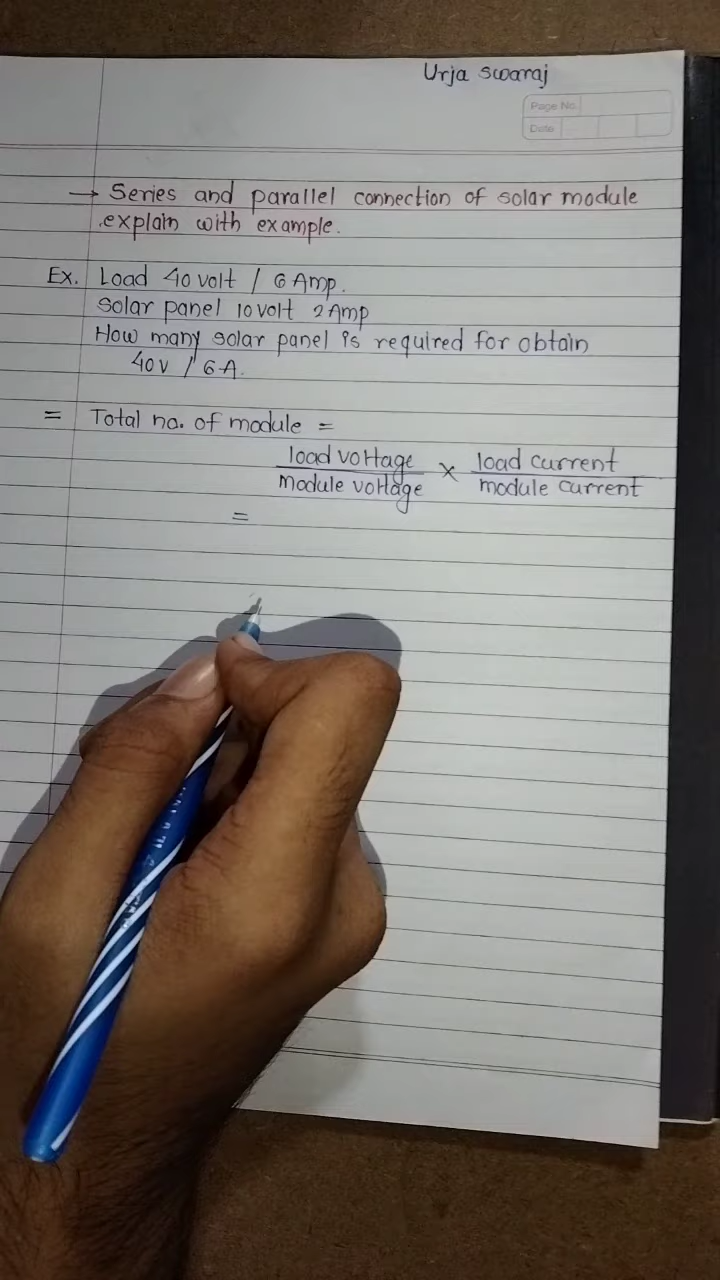 Urja swaraj
Page No.
Date
→ Series and parallel connection of solar module
explain with example.
Ex. Load 40 volt / 6 Amp.
Solar panel 10 volt 2 Amp
How many solar panel is required for obtain
40V / 6A.
= Total no. of module =
load voltage / module voltage × load current / module current
=